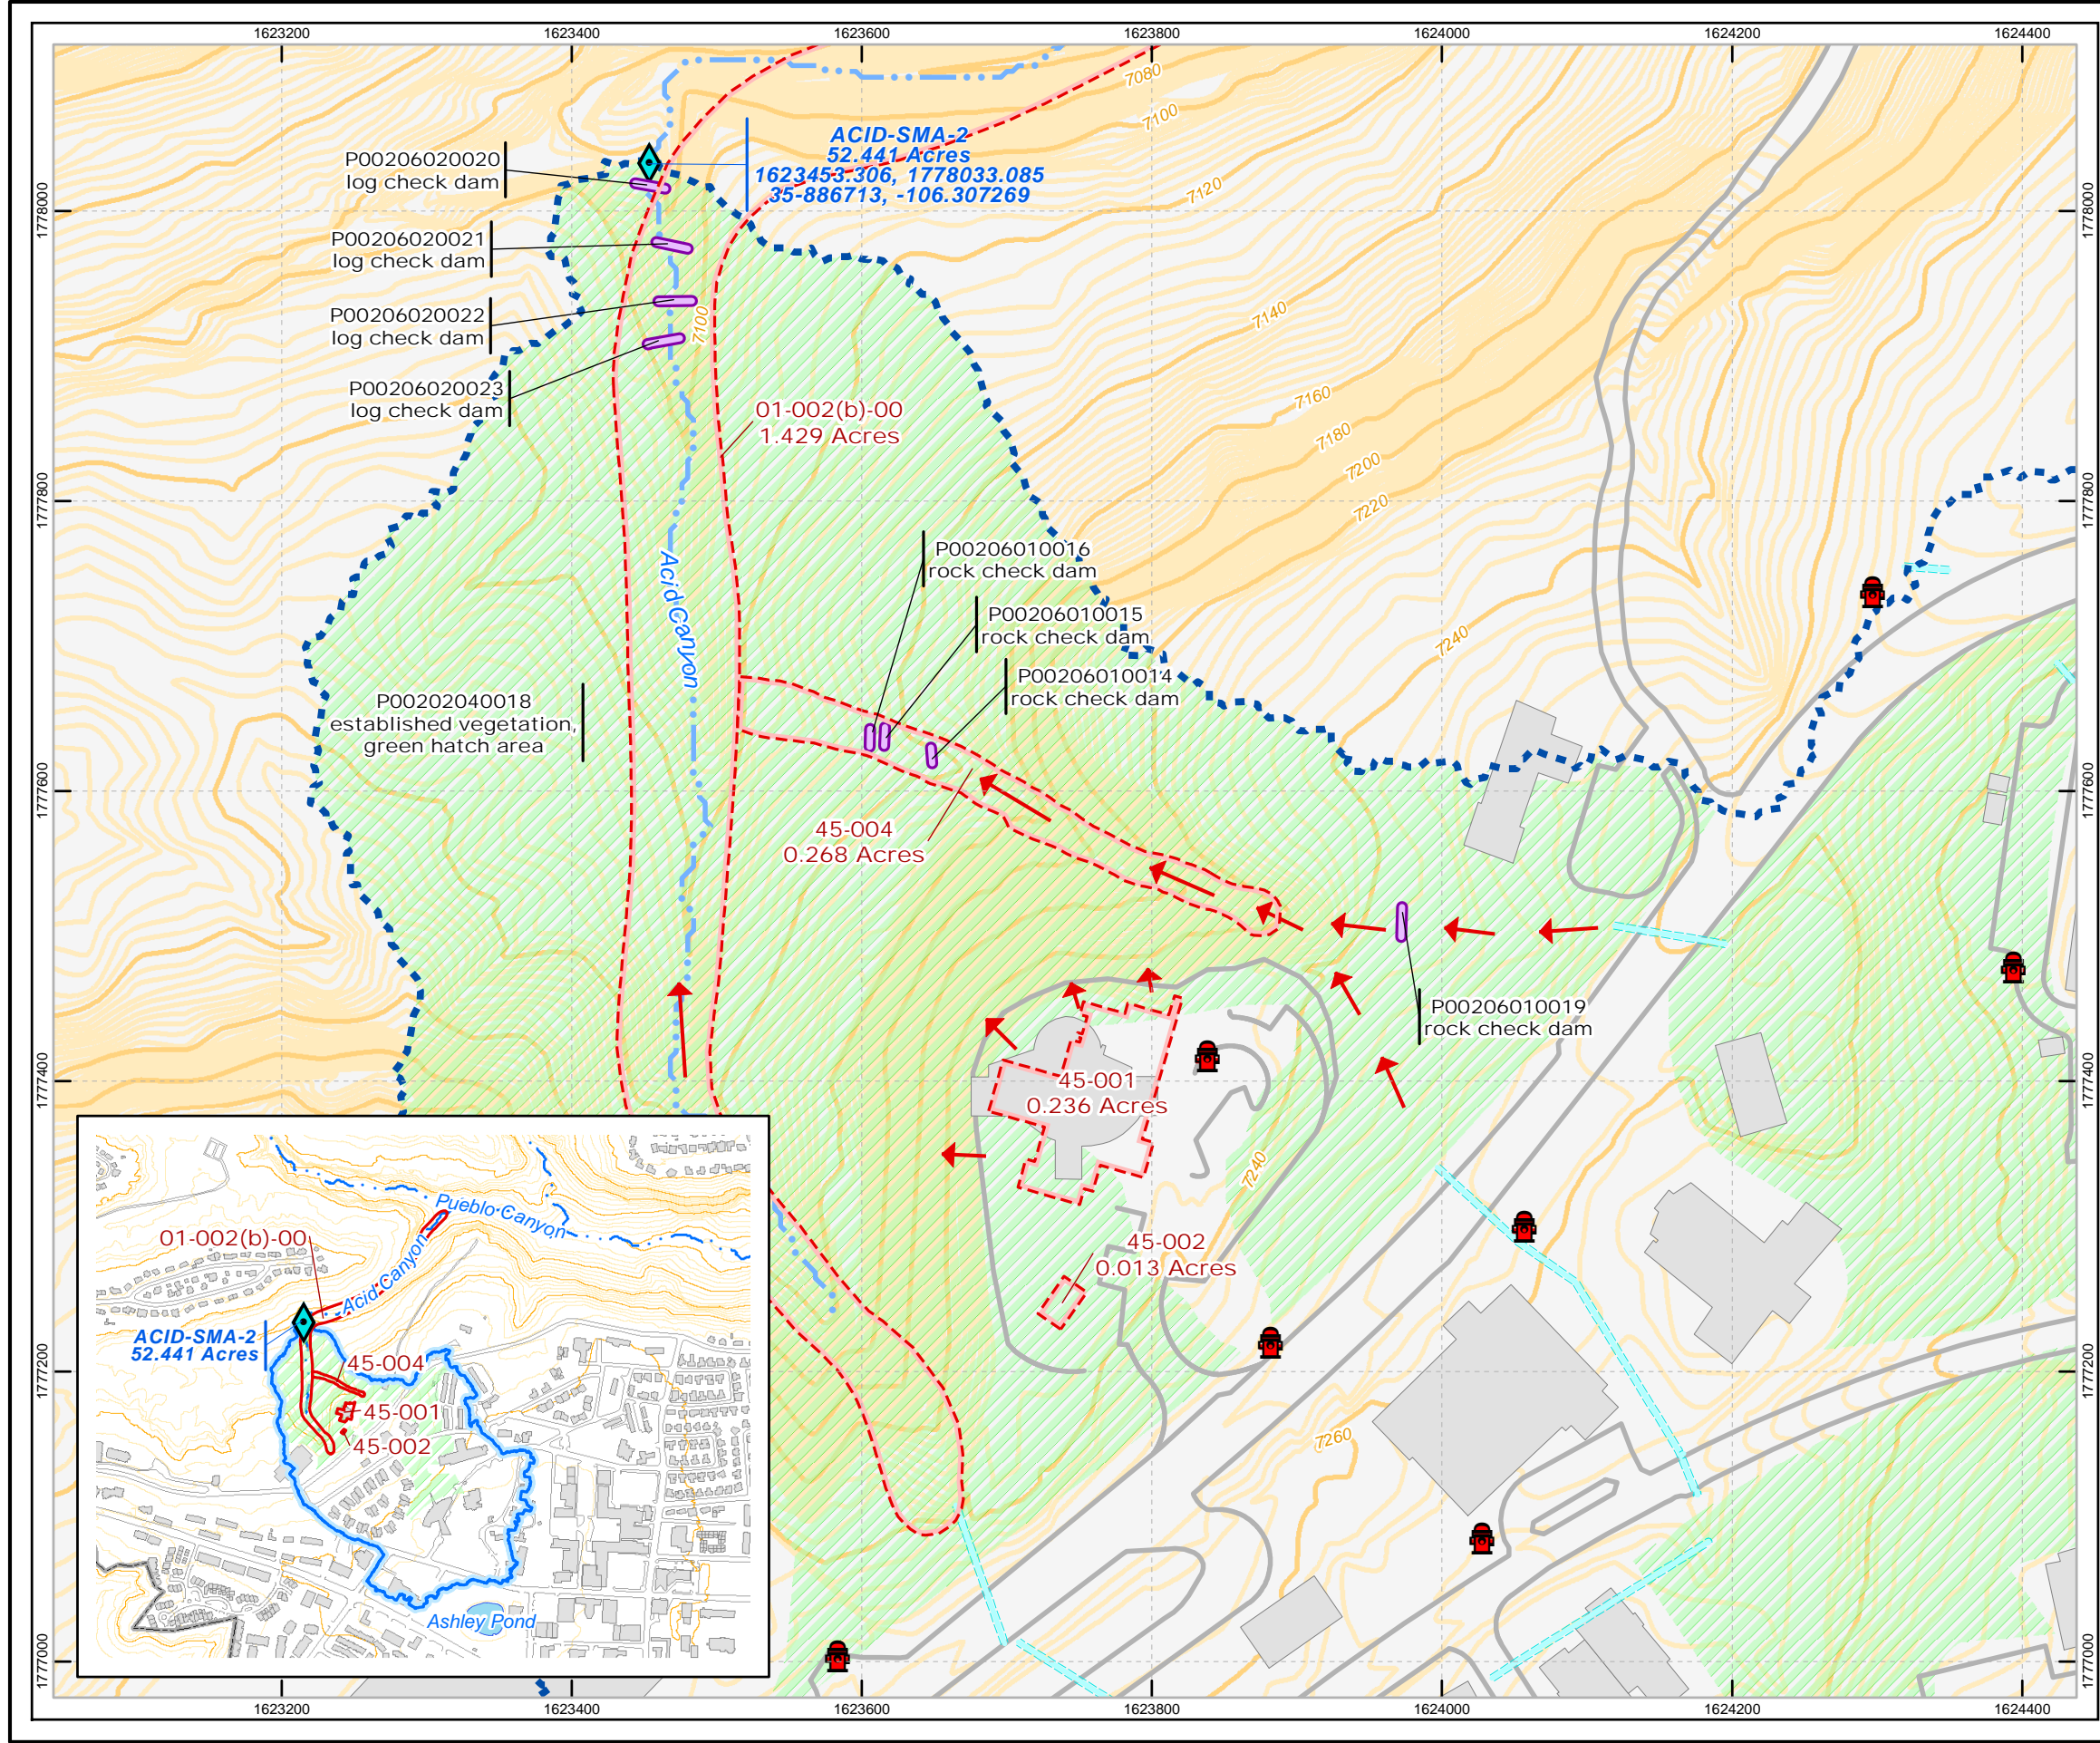 1623200 1623400 1623600 1623800 1624000 1624200 1624400
7080
7100
ACID-SMA-2
52.441 Acres
1623453.306, 1778033.085
35-886713, -106.307269
P00206020020
log check dam
7120
1778000
1778000
P00206020021
log check dam
7140
P00206020022
log check dam
7100
P00206020023
log check dam
7160
01-002(b)-00
1.429 Acres
7180
7200
7220
1777800
1777800
Acid Canyon
P00206010016
rock check dam
P00206010015
rock check dam
7240
P00206010014
rock check dam
P00202040018
established vegetation,
green hatch area
1777600
1777600
45-004
0.268 Acres
P00206010019
rock check dam
1777400
1777400
45-001
0.236 Acres
7240
45-002
0.013 Acres
Pueblo Canyon
01-002(b)-00
Acid Canyon
ACID-SMA-2
52.441 Acres
45-004
45-001
45-002
Ashley Pond
1777200
1777200
7260
1777000
1777000
1623200 1623400 1623600 1623800 1624000 1624200 1624400